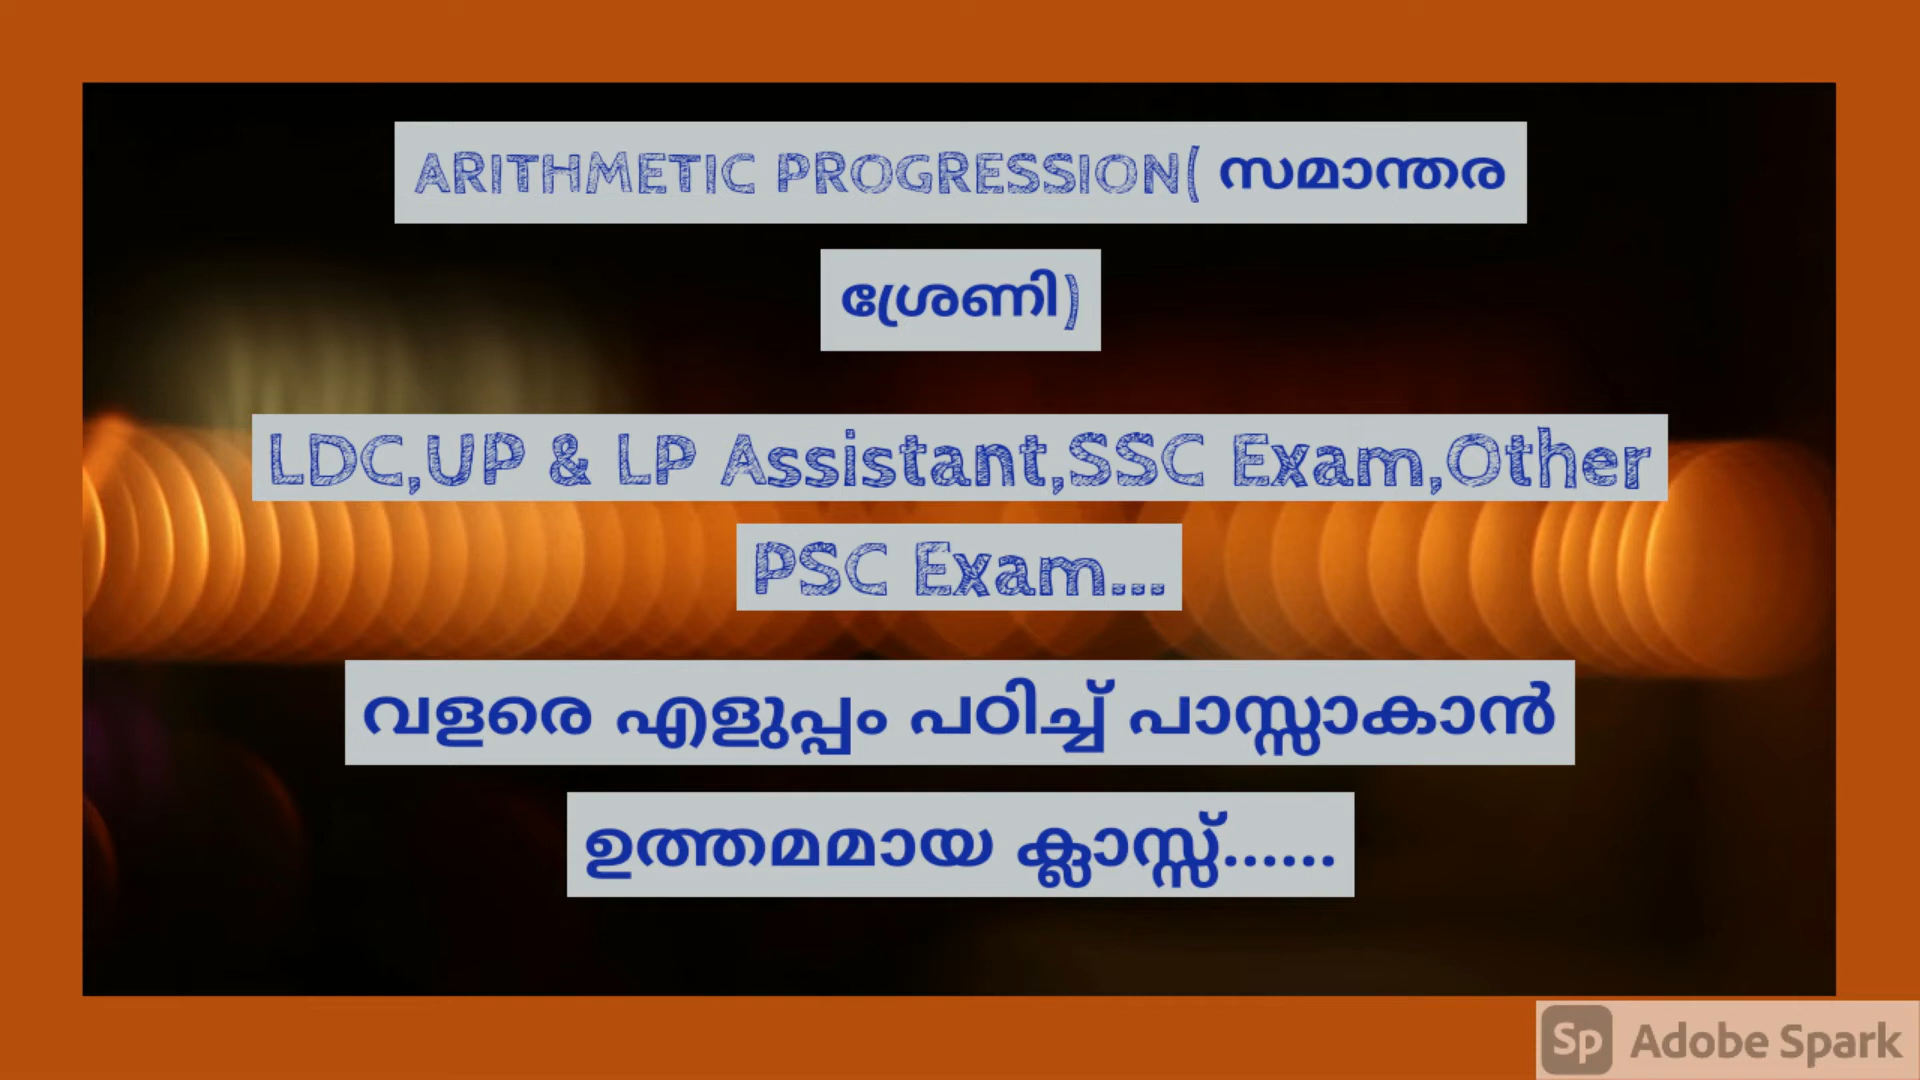 ARITHMETIC PROGRESSION( സമാന്തര
ശ്രേണി)
LDC,UP & LP Assistant,SSC Exam,Other
PSC Exam...
വളരെ എളുപ്പം പഠിച്ച് പാസ്സാകാൻ
ഉത്തമമായ ക്ലാസ്സ്......
Sp Adobe Spark